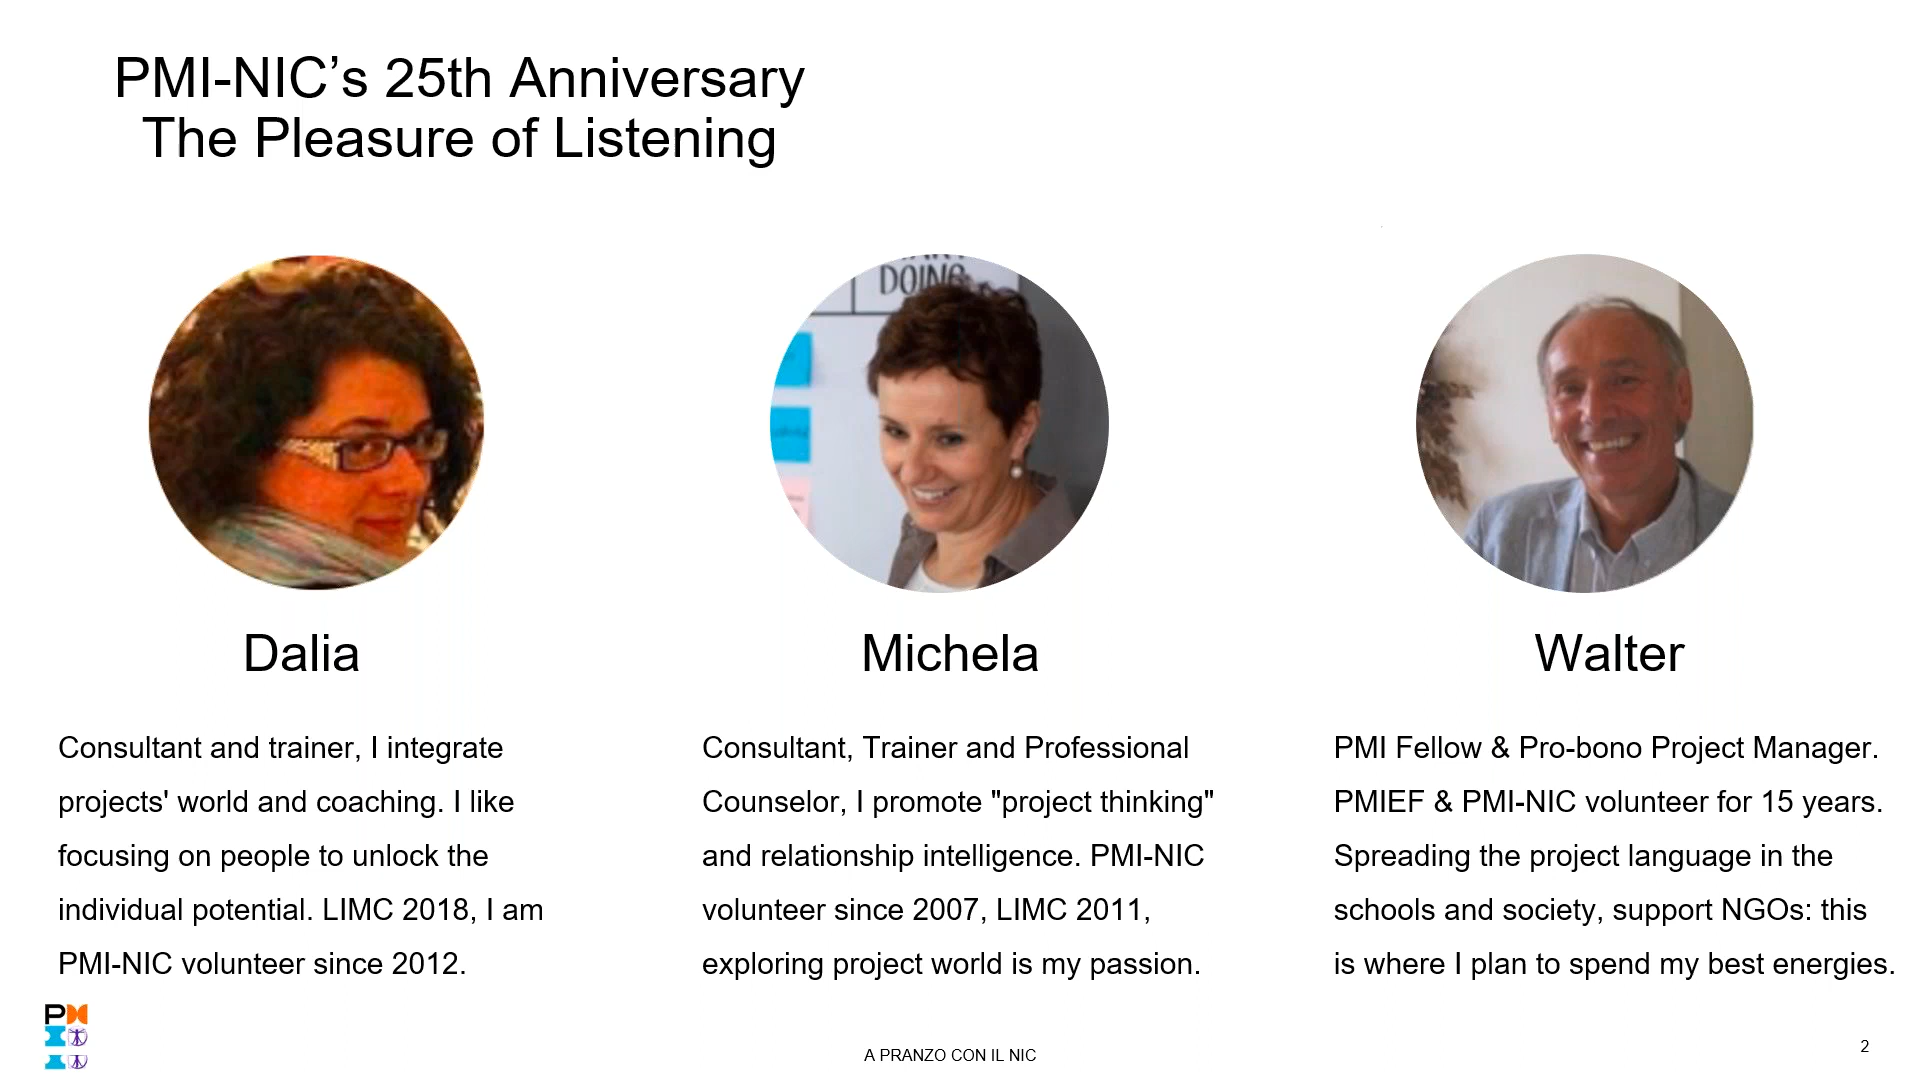 PMI-NIC’s 25th Anniversary
The Pleasure of Listening
DOING
Dalia
Michela
Walter
Consultant and trainer, I integrate
projects' world and coaching. I like
focusing on people to unlock the
individual potential. LIMC 2018, I am
PMI-NIC volunteer since 2012.
Consultant, Trainer and Professional
Counselor, I promote "project thinking"
and relationship intelligence. PMI-NIC
volunteer since 2007, LIMC 2011,
exploring project world is my passion.
PMI Fellow & Pro-bono Project Manager.
PMIEF & PMI-NIC volunteer for 15 years.
Spreading the project language in the
schools and society, support NGOs: this
is where I plan to spend my best energies.
A PRANZO CON IL NIC
2